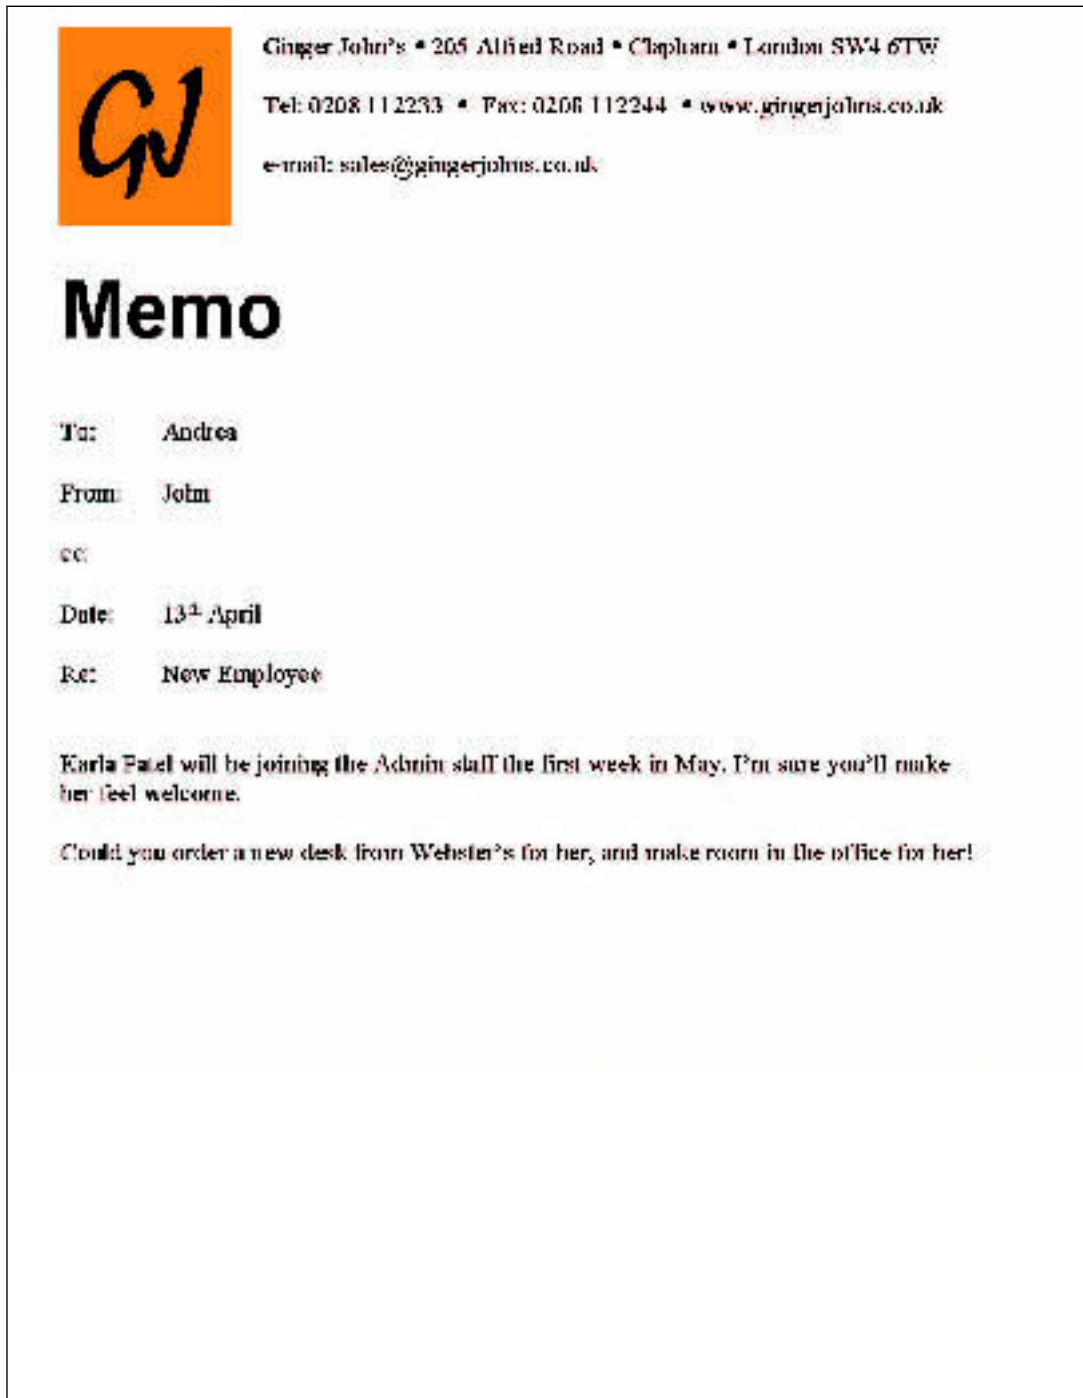 GJ
Ginger John's • 205 Alfred Road • Clapham • London SW4 6TW
Tel: 0208 112233 • Fax: 0208 112244 • www.gingerjohns.co.uk
e-mail: sales@gingerjohns.co.uk
Memo
To: Andrea
From: John
cc:
Date: 13th April
Re: New Employee
Karla Patel will be joining the Admin staff the first week in May. I'm sure you'll make
her feel welcome.
Could you order a new desk from Webster's for her, and make room in the office for her!